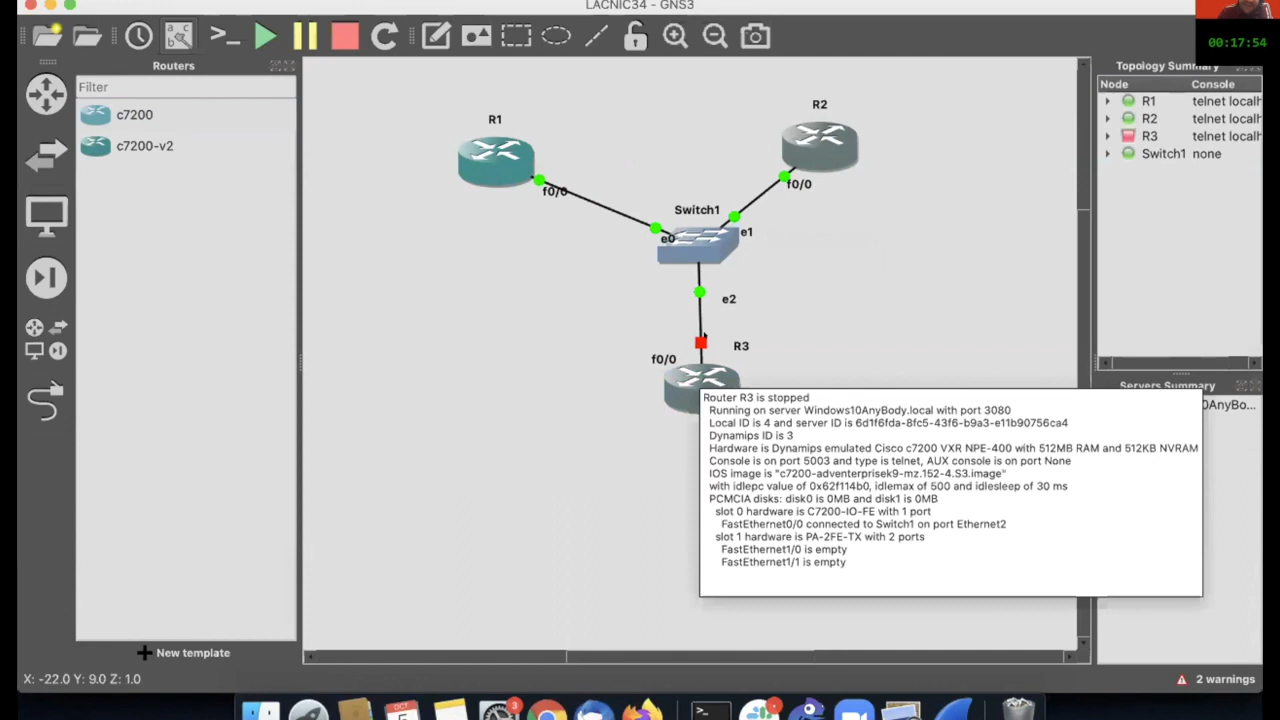 LACNIC34 - GNS3
00:17:54
Routers
Filter
c7200
c7200-v2
New template
X: -22.0 Y: 9.0 Z: 1.0
R1
f0/0
R2
f0/0
Switch1
e0
e1
e2
R3
f0/0
Router R3 is stopped
Running on server Windows10AnyBody.local with port 3080
Local ID is 4 and server ID is 6d1f6fda-8fc5-43f6-b9a3-e11b90756ca4
Dynamips ID is 3
Hardware is Dynamips emulated Cisco c7200 VXR NPE-400 with 512MB RAM and 512KB NVRAM
Console is on port 5003 and type is telnet, AUX console is on port None
IOS image is "c7200-adventerprisek9-mz.152-4.S3.image"
with idlepc value of 0x62f114b0, idlemax of 500 and idlesleep of 30 ms
PCMCIA disks: disk0 is 0MB and disk1 is 0MB
slot 0 hardware is C7200-IO-FE with 1 port
FastEthernet0/0 connected to Switch1 on port Ethernet2
slot 1 hardware is PA-2FE-TX with 2 ports
FastEthernet1/0 is empty
FastEthernet1/1 is empty
Topology Summary
Node Console
R1 telnet localh
R2 telnet localh
R3 telnet localh
Switch1 none
Servers Summary
0AnyBo...
2 warnings
OCT
3